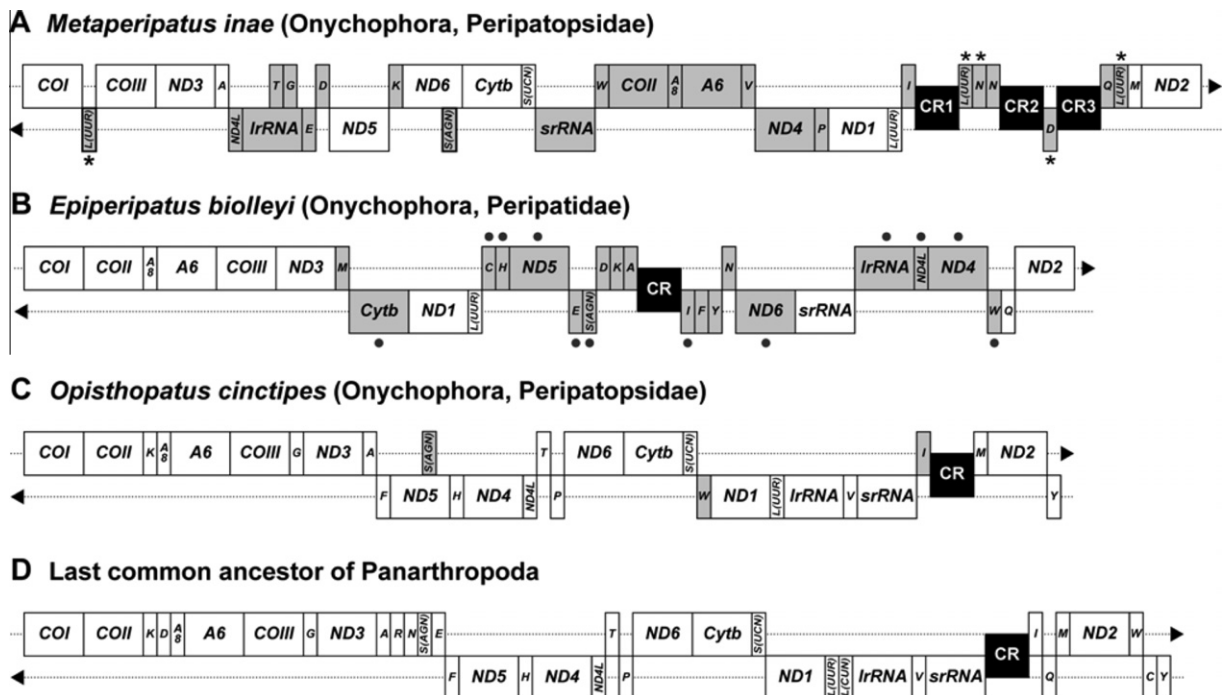 A Metaperipatus inae (Onychophora, Peripatopsidae)
* * *
COI COIII ND3 A T G D K ND6 Cytb S(UCN) W COII A8 A6 V I L(UUR) N N Q L(UUR) M ND2
CR1 CR2 CR3
L(UUR) ND4L lrRNA E ND5 S(AGN) srRNA ND4 P ND1 L(UUR) D
* *
B Epiperipatus biolleyi (Onychophora, Peripatidae)
COI COII A8 A6 COIII ND3 M C H ND5 D K A N lrRNA ND4L ND4 ND2
CR
Cytb ND1 L(UUR) E S(AGN) I F Y ND6 srRNA W Q
C Opisthopatus cinctipes (Onychophora, Peripatopsidae)
COI COII K A8 A6 COIII G ND3 A S(AGN) T ND6 Cytb S(UCN) I M ND2
CR
F ND5 H ND4 ND4L P W ND1 L(UUR) lrRNA V srRNA Y
D Last common ancestor of Panarthropoda
COI COII K D A8 A6 COIII G ND3 A R N S(AGN) E T ND6 Cytb S(UCN) I M ND2 W
CR
F ND5 H ND4 ND4L P ND1 L(UUR) L(CUN) lrRNA V srRNA Q C Y